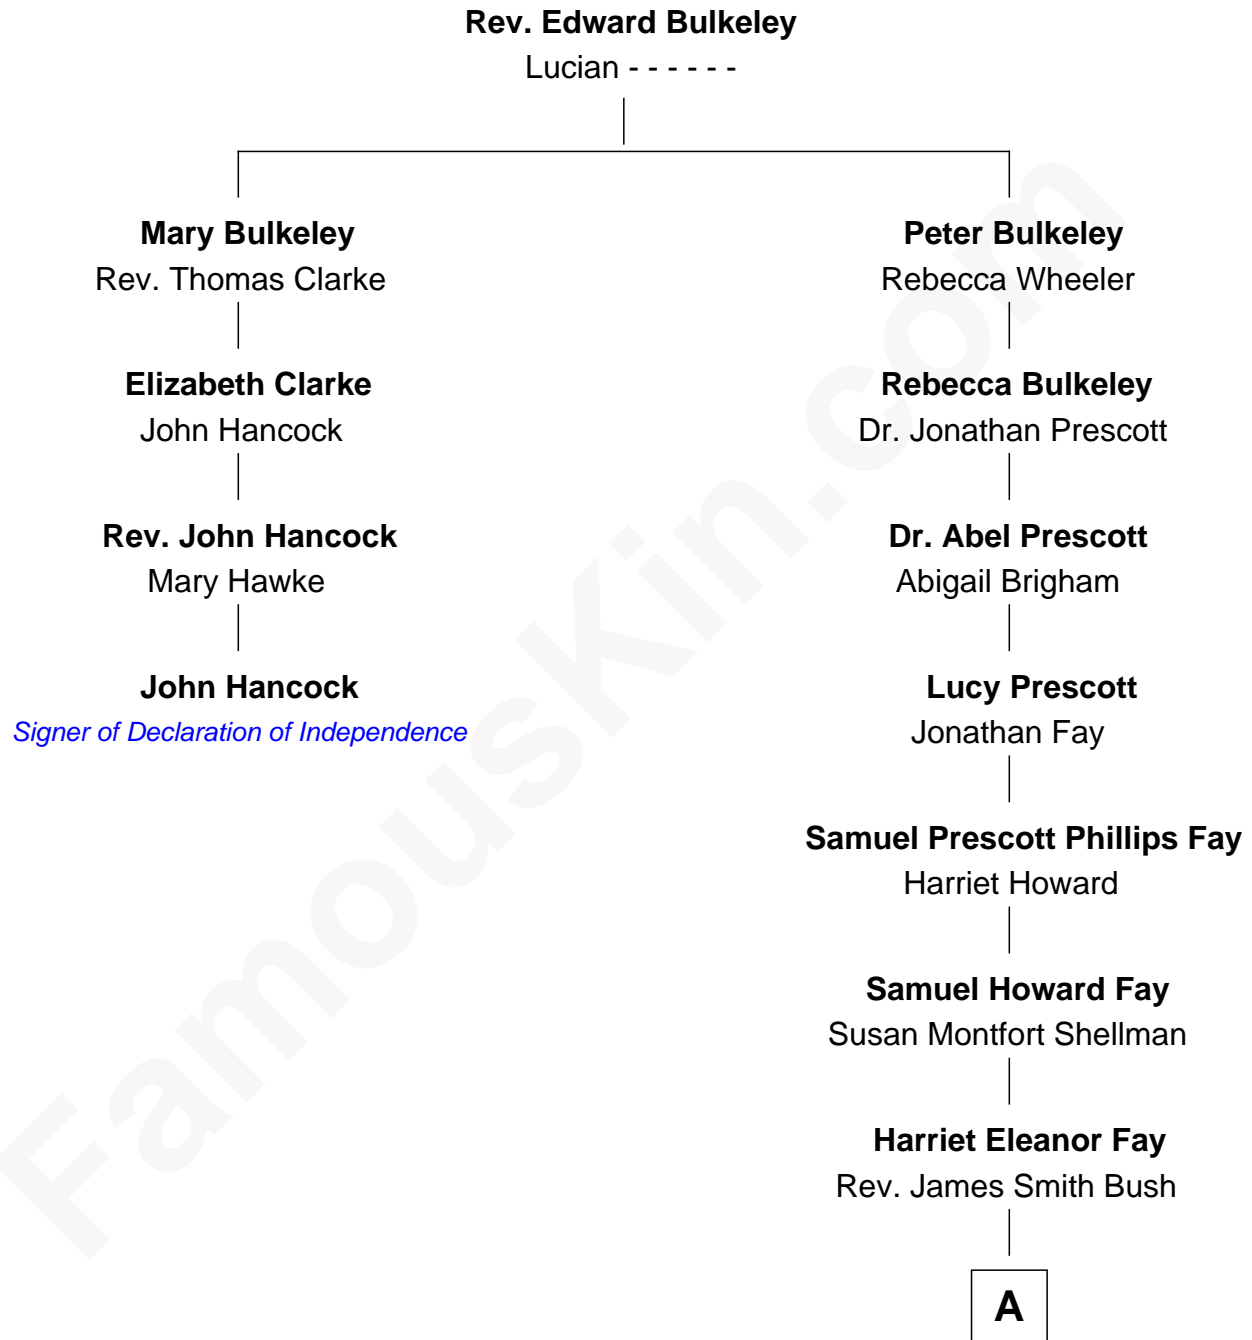 Rev. Edward Bulkeley
Lucian - - - - - -
Mary Bulkeley
Rev. Thomas Clarke
Elizabeth Clarke
John Hancock
Rev. John Hancock
Mary Hawke
John Hancock
Signer of Declaration of Independence
Peter Bulkeley
Rebecca Wheeler
Rebecca Bulkeley
Dr. Jonathan Prescott
Dr. Abel Prescott
Abigail Brigham
Lucy Prescott
Jonathan Fay
Samuel Prescott Phillips Fay
Harriet Howard
Samuel Howard Fay
Susan Montfort Shellman
Harriet Eleanor Fay
Rev. James Smith Bush
A
FamousKin.com